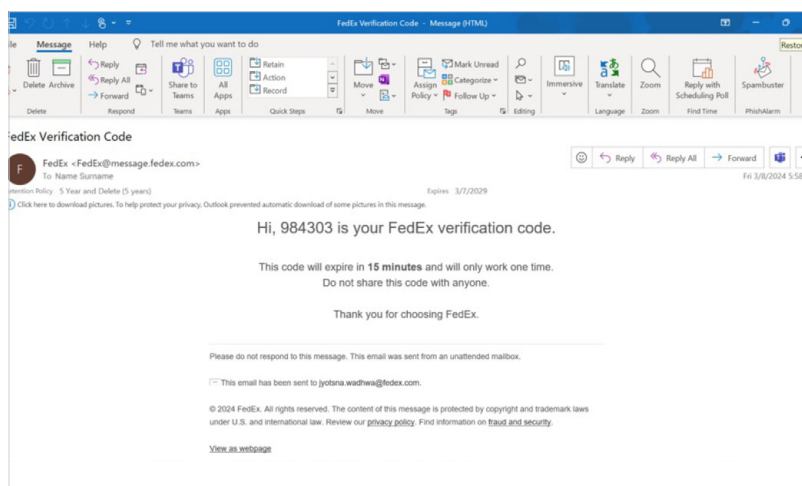 FedEx Verification Code - Message (HTML)
Message Help Tell me what you want to do
Delete Archive
Reply
Reply All
Forward
Share to Teams
All Apps
Retain
Action
Record
Move
Assign Policy
Mark Unread
Categorize
Follow Up
Immersive
Translate
Zoom
Reply with Scheduling Poll
Spambuster
Delete Respond Teams Apps Quick Steps Move Tags Editing Language Zoom Find Time PhishAlarm
FedEx Verification Code
F
FedEx <FedEx@message.fedex.com>
To Name Surname
Reply Reply All Forward
Fri 3/8/2024 5:58
Retention Policy 5 Year and Delete (5 years) Expires 3/7/2029
Click here to download pictures. To help protect your privacy, Outlook prevented automatic download of some pictures in this message.
Hi, 984303 is your FedEx verification code.
This code will expire in 15 minutes and will only work one time.
Do not share this code with anyone.
Thank you for choosing FedEx.
Please do not respond to this message. This email was sent from an unattended mailbox.
This email has been sent to jyotsna.wadhwa@fedex.com.
© 2024 FedEx. All rights reserved. The content of this message is protected by copyright and trademark laws
under U.S. and international law. Review our privacy policy. Find information on fraud and security.
View as webpage